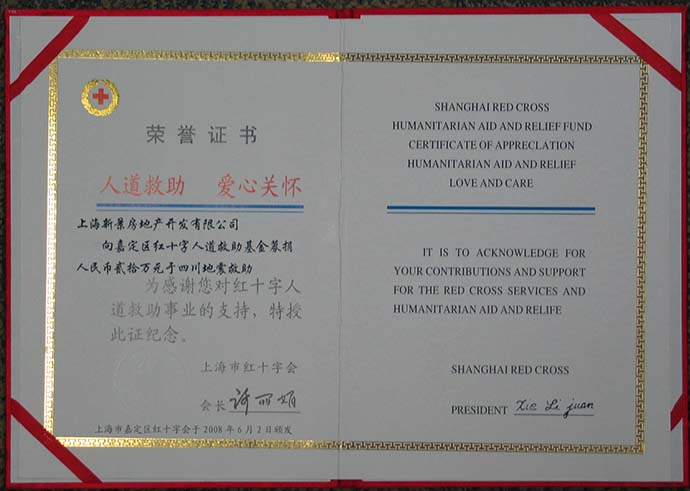 荣誉证书
人道救助 爱心关怀
上海新景房地产开发有限公司
向嘉定区红十字人道救助基金募捐
人民币贰拾万元于四川地震救助
为感谢您对红十字人
道救助事业的支持，特授
此证纪念。
上海市红十字会
会长 许丽娟
上海市嘉定区红十字会于2008年6月2日颁发
SHANGHAI RED CROSS
HUMANITARIAN AID AND RELIEF FUND
CERTIFICATE OF APPRECLATION
HUMANITARIAN AID AND RELIEF
LOVE AND CARE
IT IS TO ACKNOWLEDGE FOR
YOUR CONTRIBUTIONS AND SUPPORT
FOR THE RED CROSS SERVICES AND
HUMANITARIAN AID AND RELIFE
SHANGHAI RED CROSS
PRESIDENT Xie Li juan